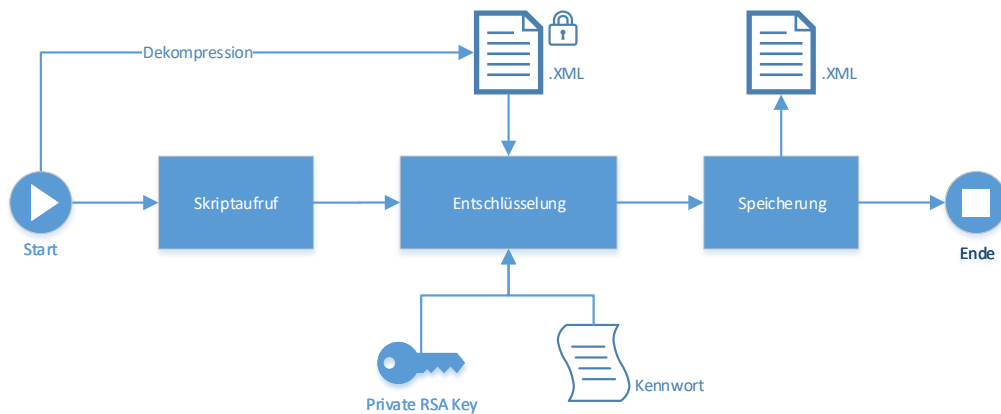 Dekompression
.XML
.XML
Skriptaufruf
Entschlüsselung
Speicherung
Start
Ende
Private RSA Key
Kennwort